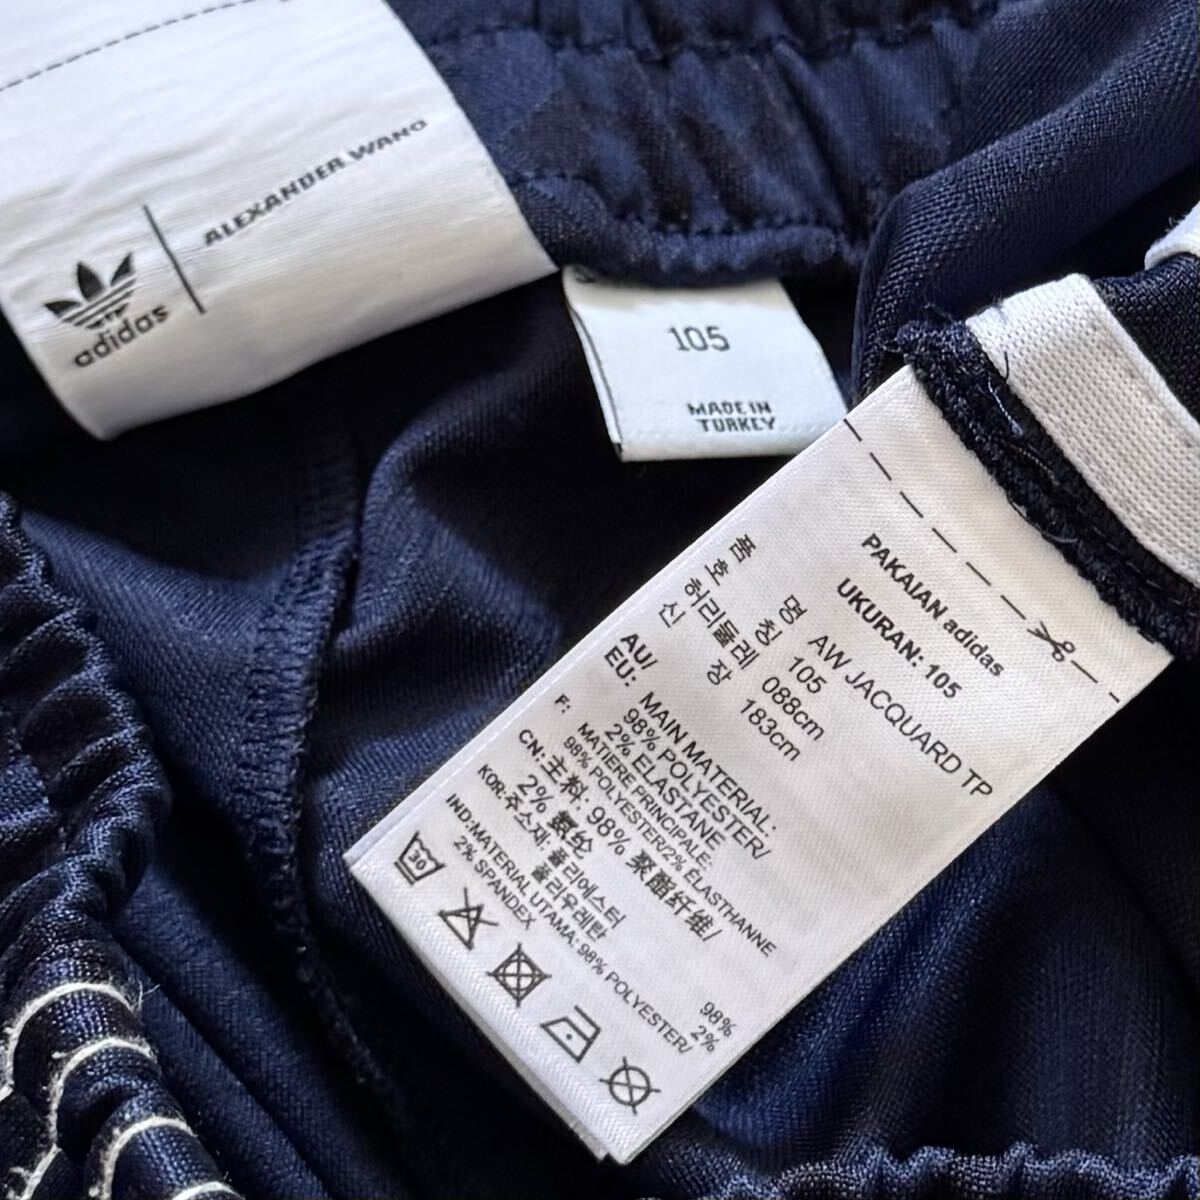 adidas
ALEXANDER WANG
105
MADE IN
TURKEY
PAKAIAN adidas
UKURAN: 105
품 명 AW JACQUARD TP
호 칭 105
허리둘레 088cm
신 장 183cm
AU/
EU: MAIN MATERIAL:
98% POLYESTER/
2% ELASTANE
F: MATIERE PRINCIPALE:
98% POLYESTER/2% ÉLASTHANNE
CN: 主料: 98% 聚酯纤维/
2% 氨纶
KOR: 주소재: 폴리에스터 98%
폴리우레탄 2%
IND: MATERIAL UTAMA: 98% POLYESTER/
2% SPANDEX
30